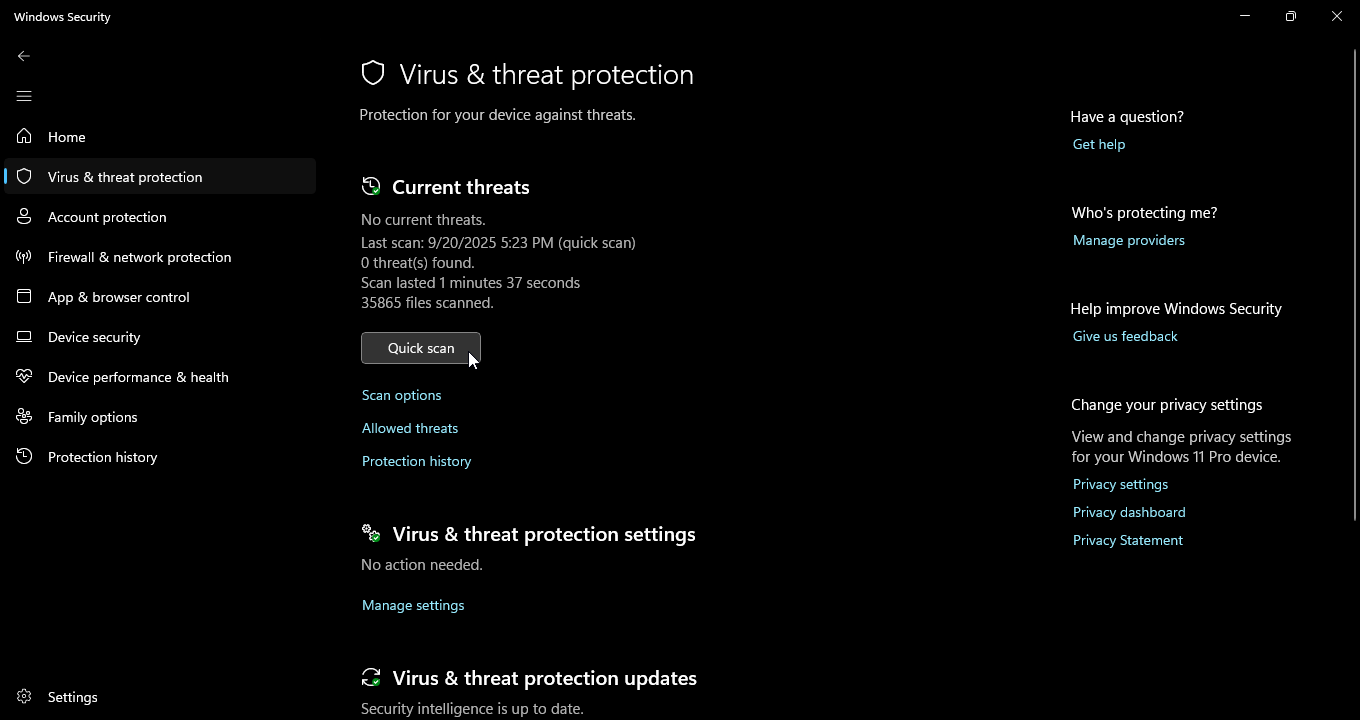 Windows Security
Home
Virus & threat protection
Account protection
Firewall & network protection
App & browser control
Device security
Device performance & health
Family options
Protection history
Settings
Virus & threat protection
Protection for your device against threats.
Current threats
No current threats.
Last scan: 9/20/2025 5:23 PM (quick scan)
0 threat(s) found.
Scan lasted 1 minutes 37 seconds
35865 files scanned.
Quick scan
Scan options
Allowed threats
Protection history
Virus & threat protection settings
No action needed.
Manage settings
Virus & threat protection updates
Security intelligence is up to date.
Have a question?
Get help
Who's protecting me?
Manage providers
Help improve Windows Security
Give us feedback
Change your privacy settings
View and change privacy settings
for your Windows 11 Pro device.
Privacy settings
Privacy dashboard
Privacy Statement